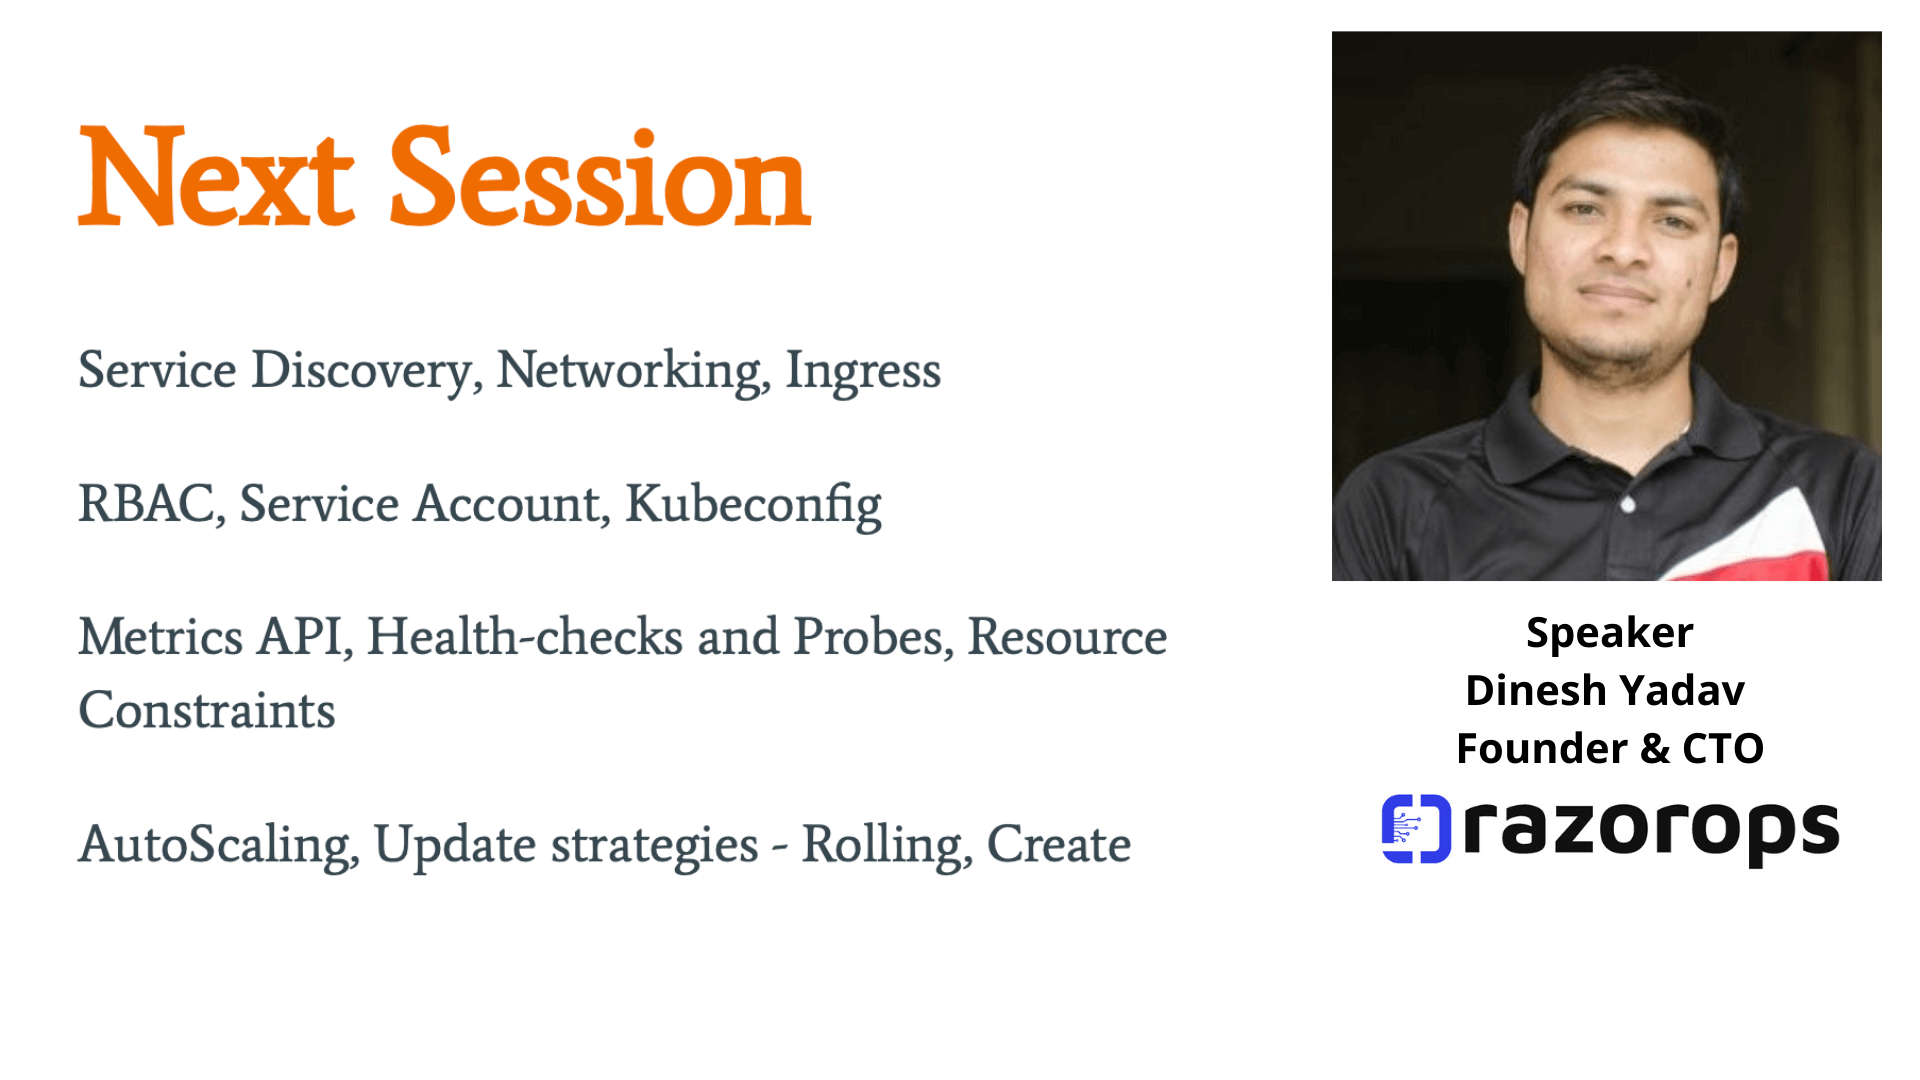 Next Session
Service Discovery, Networking, Ingress
RBAC, Service Account, Kubeconfig
Metrics API, Health-checks and Probes, Resource
Constraints
AutoScaling, Update strategies - Rolling, Create
Speaker
Dinesh Yadav
Founder & CTO
razorops